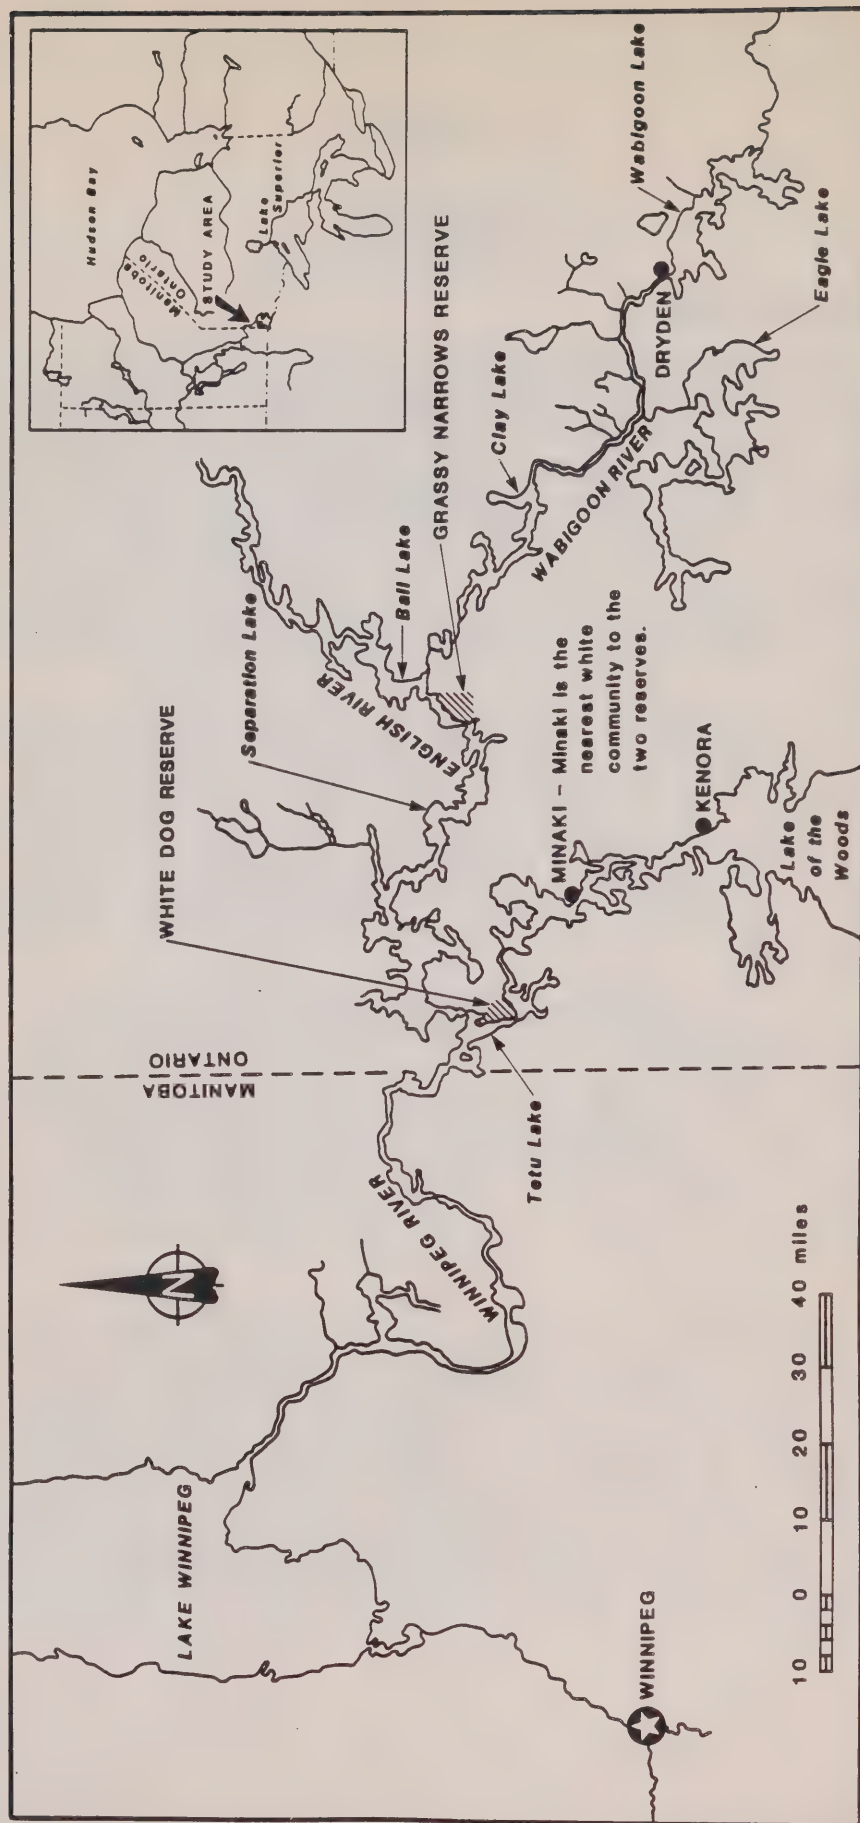 Hudson Bay
Manitoba
Ontario
STUDY AREA
Lake
Superior
WHITE DOG RESERVE
Separation Lake
ENGLISH RIVER
Ball Lake
GRASSY NARROWS RESERVE
Clay Lake
WABIGOON RIVER
Wabigoon Lake
DRYDEN
Eagle Lake
MANITOBA
ONTARIO
N
LAKE WINNIPEG
WINNIPEG RIVER
Tetu Lake
MINAKI – Minaki is the
nearest white
community to the
two reserves.
KENORA
Lake
of the
Woods
WINNIPEG
10 0 10 20 30 40 miles